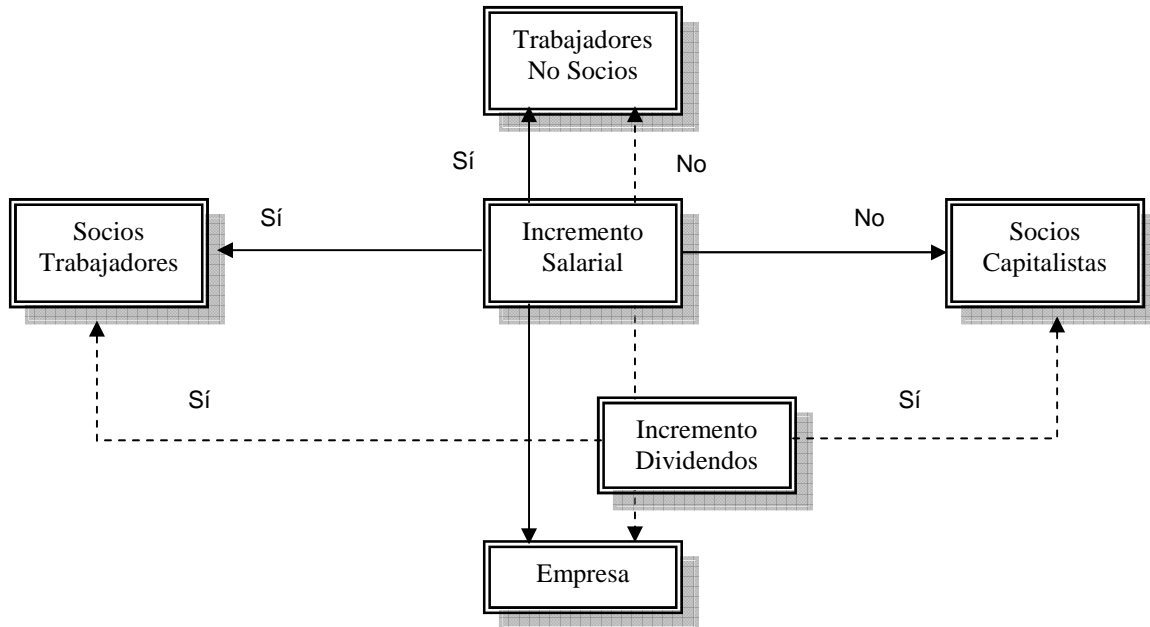 Trabajadores
No Socios
Sí
No
Sí
No
Socios
Trabajadores
Incremento
Salarial
Socios
Capitalistas
Sí
Sí
Incremento
Dividendos
Empresa